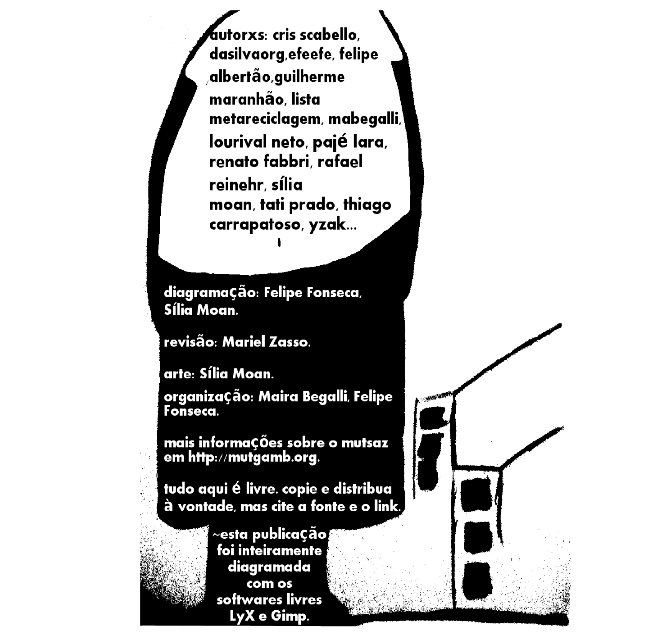 autorxs: cris scabello,
dasilvaorg,efeefe, felipe
albertão,guilherme
maranhão, lista
metareciclagem, mabegalli,
lourival neto, pajé lara,
renato fabbri, rafael
reinehr, sília
moan, tati prado, thiago
carrapatoso, yzak...
diagramação: Felipe Fonseca,
Sília Moan.
revisão: Mariel Zasso.
arte: Sília Moan.
organização: Maira Begalli, Felipe
Fonseca.
mais informações sobre o mutsaz
em http://mutgamb.org.
tudo aqui é livre. copie e distribua
à vontade, mas cite a fonte e o link.
~esta publicação
foi inteiramente
diagramada
com os
softwares livres
LyX e Gimp.